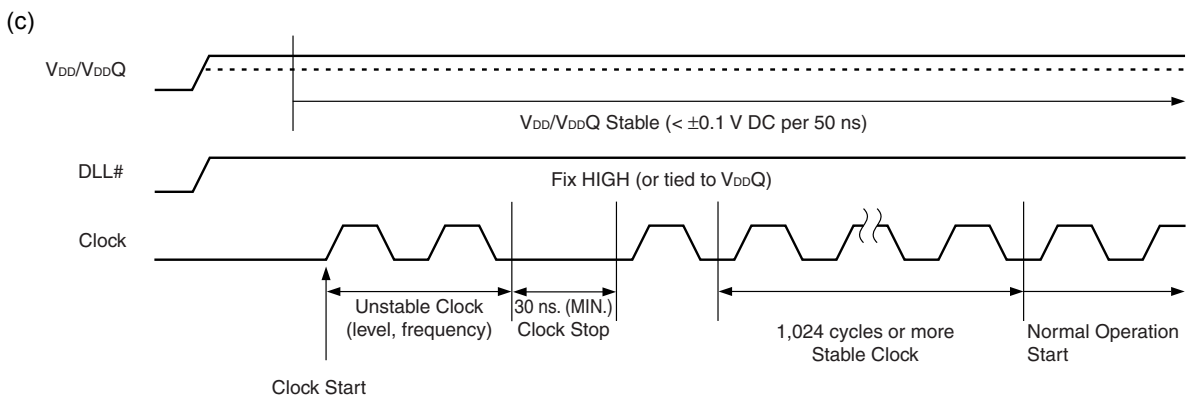 (c)
VDD/VDDQ
VDD/VDDQ Stable (< ±0.1 V DC per 50 ns)
DLL#
Fix HIGH (or tied to VDDQ)
Clock
Unstable Clock
(level, frequency)
30 ns. (MIN.)
Clock Stop
1,024 cycles or more
Stable Clock
Normal Operation
Start
Clock Start